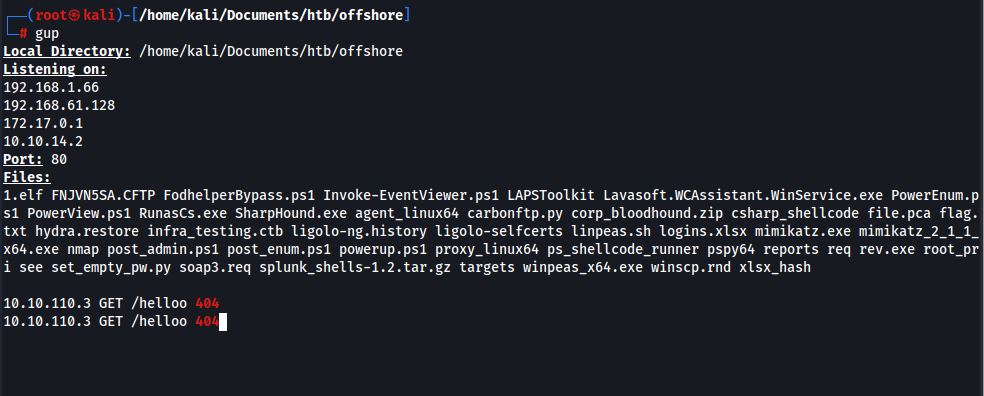 ┌──(root㉿kali)-[/home/kali/Documents/htb/offshore]
└─# gup
Local Directory: /home/kali/Documents/htb/offshore
Listening on:
192.168.1.66
192.168.61.128
172.17.0.1
10.10.14.2
Port: 80
Files:
1.elf FNJVN5SA.CFTP FodhelperBypass.ps1 Invoke-EventViewer.ps1 LAPSToolkit Lavasoft.WCAssistant.WinService.exe PowerEnum.p
s1 PowerView.ps1 RunasCs.exe SharpHound.exe agent_linux64 carbonftp.py corp_bloodhound.zip csharp_shellcode file.pca flag.
txt hydra.restore infra_testing.ctb ligolo-ng.history ligolo-selfcerts linpeas.sh logins.xlsx mimikatz.exe mimikatz_2_1_1_
x64.exe nmap post_admin.ps1 post_enum.ps1 powerup.ps1 proxy_linux64 ps_shellcode_runner pspy64 reports req rev.exe root_pr
i see set_empty_pw.py soap3.req splunk_shells-1.2.tar.gz targets winpeas_x64.exe winscp.rnd xlsx_hash
10.10.110.3 GET /helloo 404
10.10.110.3 GET /helloo 404